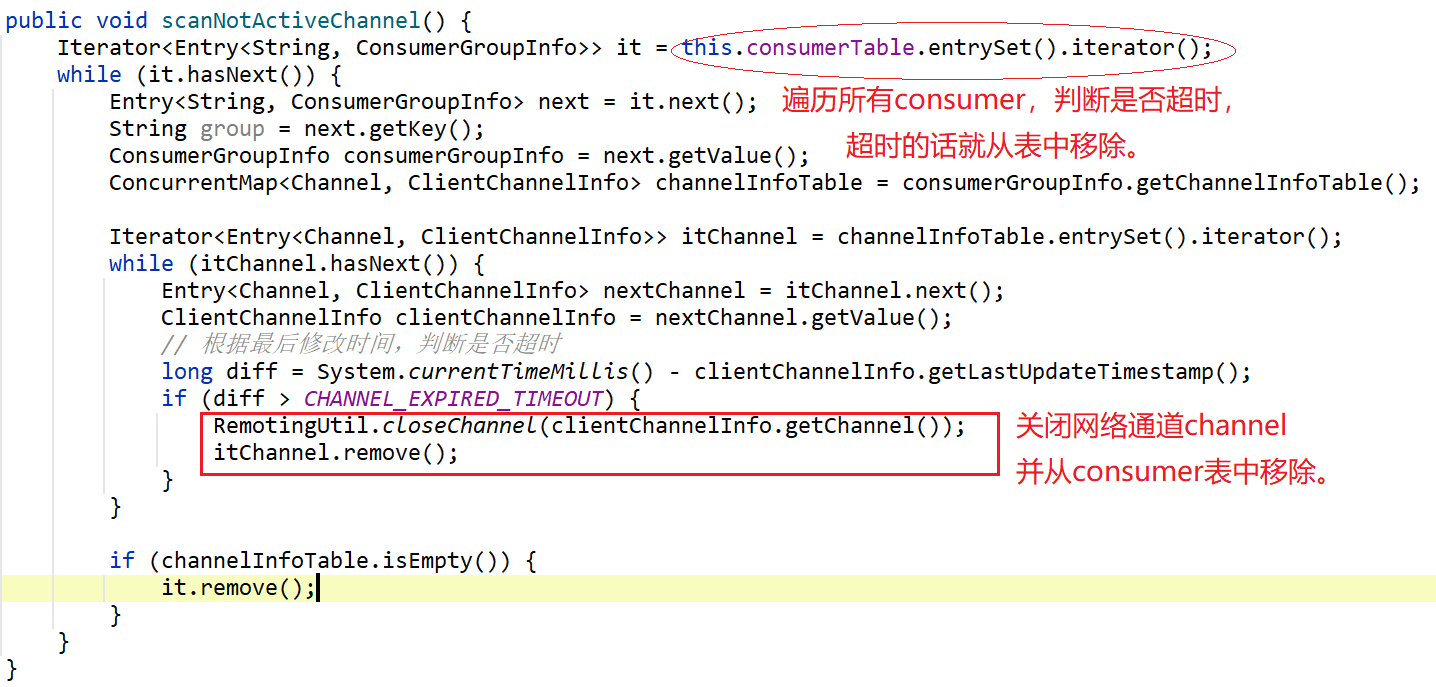 public void scanNotActiveChannel() {
Iterator<Entry<String, ConsumerGroupInfo>> it = this.consumerTable.entrySet().iterator();
while (it.hasNext()) {
Entry<String, ConsumerGroupInfo> next = it.next();
遍历所有consumer，判断是否超时，
String group = next.getKey();
超时的话就从表中移除。
ConsumerGroupInfo consumerGroupInfo = next.getValue();
ConcurrentMap<Channel, ClientChannelInfo> channelInfoTable = consumerGroupInfo.getChannelInfoTable();
Iterator<Entry<Channel, ClientChannelInfo>> itChannel = channelInfoTable.entrySet().iterator();
while (itChannel.hasNext()) {
Entry<Channel, ClientChannelInfo> nextChannel = itChannel.next();
ClientChannelInfo clientChannelInfo = nextChannel.getValue();
// 根据最后修改时间，判断是否超时
long diff = System.currentTimeMillis() - clientChannelInfo.getLastUpdateTimestamp();
if (diff > CHANNEL_EXPIRED_TIMEOUT) {
RemotingUtil.closeChannel(clientChannelInfo.getChannel());
关闭网络通道channel
itChannel.remove();
并从consumer表中移除。
}
}
if (channelInfoTable.isEmpty()) {
it.remove();
}
}
}